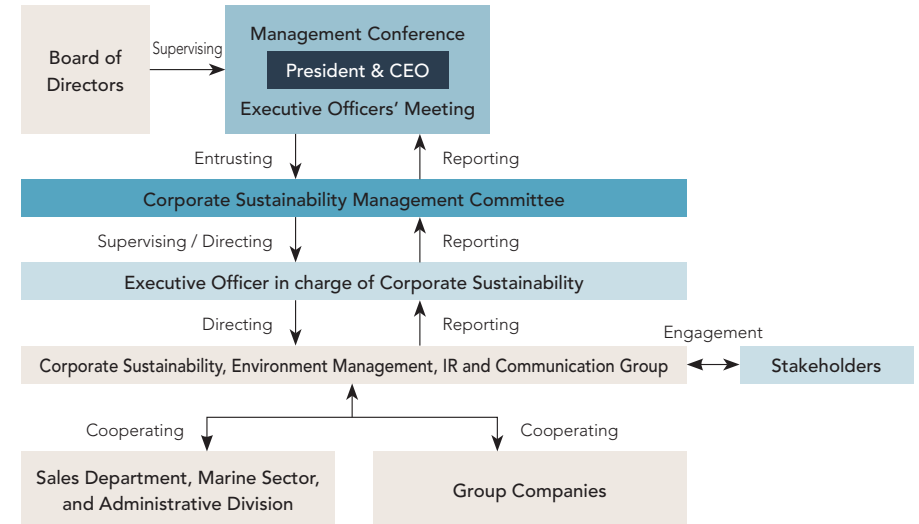 Board of
Directors
Supervising
Management Conference
President & CEO
Executive Officers’ Meeting
Entrusting
Reporting
Corporate Sustainability Management Committee
Supervising / Directing
Reporting
Executive Officer in charge of Corporate Sustainability
Directing
Reporting
Engagement
Corporate Sustainability, Environment Management, IR and Communication Group
Stakeholders
Cooperating
Cooperating
Sales Department, Marine Sector,
and Administrative Division
Group Companies